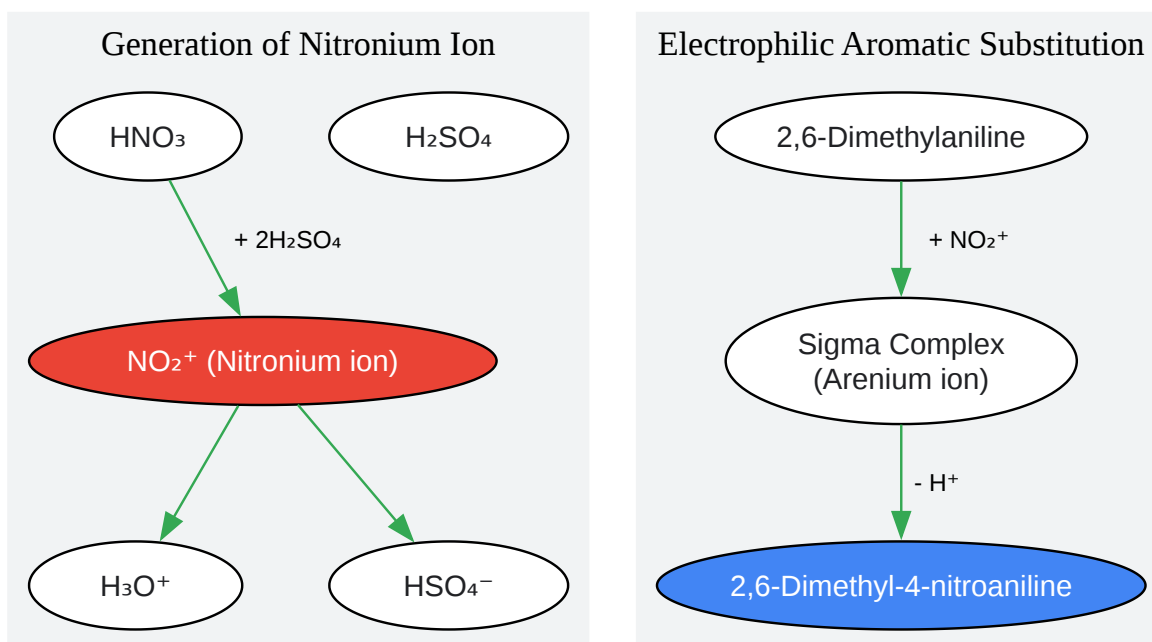 Generation of Nitronium Ion
HNO₃
H₂SO₄
+ 2H₂SO₄
NO₂⁺ (Nitronium ion)
H₃O⁺
HSO₄⁻
Electrophilic Aromatic Substitution
2,6-Dimethylaniline
+ NO₂⁺
Sigma Complex
(Arenium ion)
- H⁺
2,6-Dimethyl-4-nitroaniline